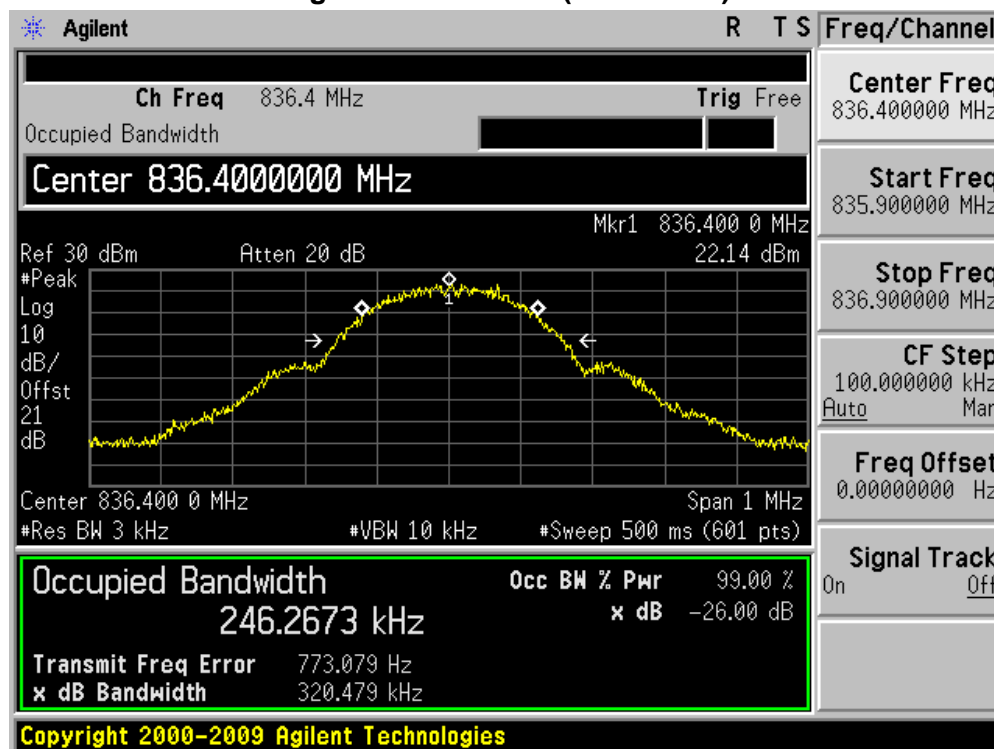 Agilent R T S
Freq/Channel
Ch Freq 836.4 MHz Trig Free
Occupied Bandwidth
Center 836.4000000 MHz
Mkr1 836.400 0 MHz
Ref 30 dBm Atten 20 dB 22.14 dBm
#Peak
Log
10
dB/
Offst
21
dB
1
Center 836.400 0 MHz Span 1 MHz
#Res BW 3 kHz #VBW 10 kHz #Sweep 500 ms (601 pts)
Occupied Bandwidth Occ BW % Pwr 99.00 %
246.2673 kHz x dB -26.00 dB
Transmit Freq Error 773.079 Hz
x dB Bandwidth 320.479 kHz
Copyright 2000-2009 Agilent Technologies
Center Freq
836.400000 MHz
Start Freq
835.900000 MHz
Stop Freq
836.900000 MHz
CF Step
100.000000 kHz
Auto Man
Freq Offset
0.00000000 Hz
Signal Track
On Off